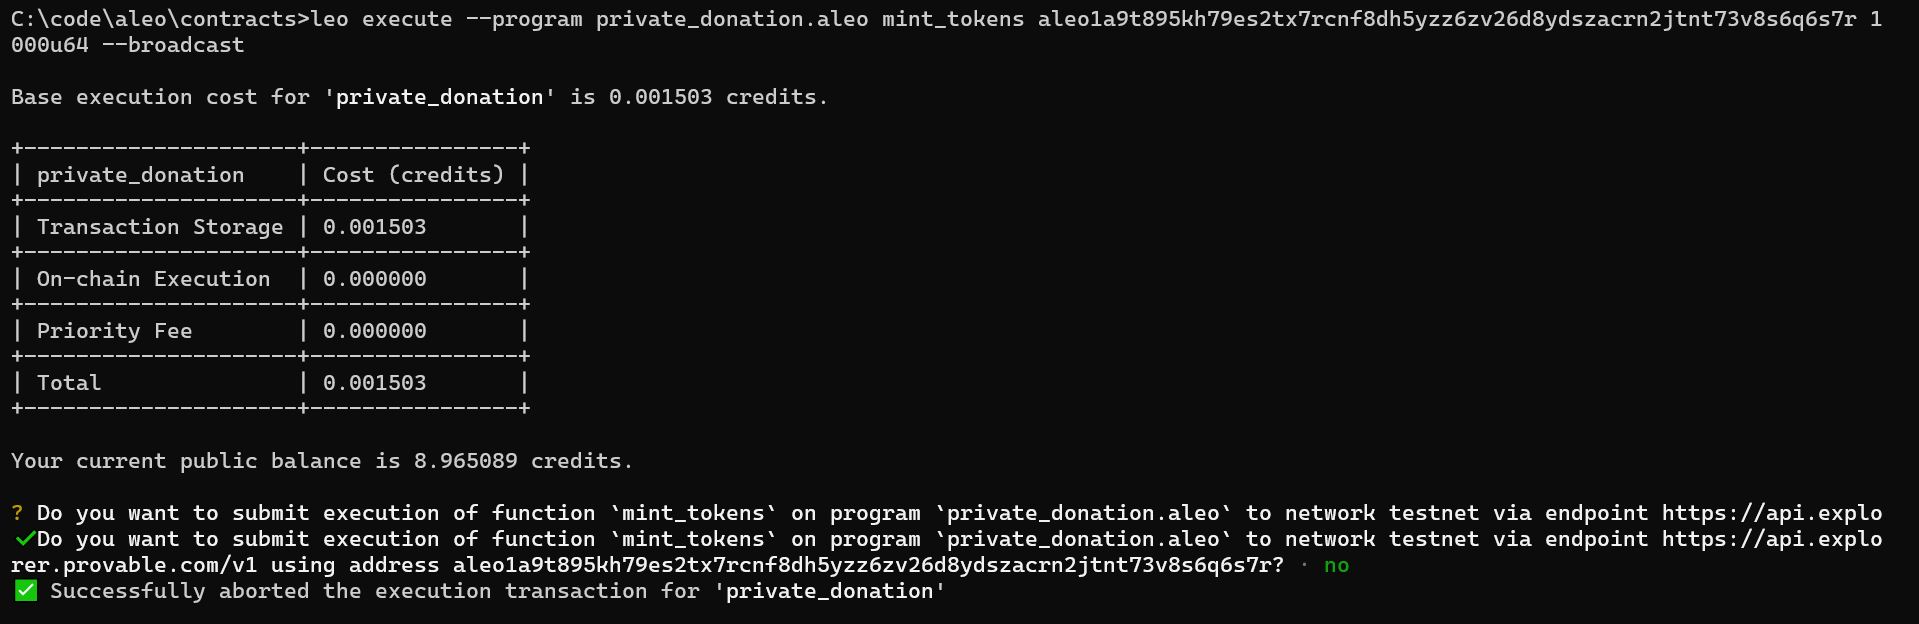 C:\code\aleo\contracts>leo execute --program private_donation.aleo mint_tokens aleo1a9t895kh79es2tx7rcnf8dh5yzz6zv26d8ydszacrn2jtnt73v8s6q6s7r 1
000u64 --broadcast
Base execution cost for 'private_donation' is 0.001503 credits.
+---------------------+----------------+
| private_donation    | Cost (credits) |
+---------------------+----------------+
| Transaction Storage | 0.001503       |
+---------------------+----------------+
| On-chain Execution  | 0.000000       |
+---------------------+----------------+
| Priority Fee        | 0.000000       |
+---------------------+----------------+
| Total               | 0.001503       |
+---------------------+----------------+
Your current public balance is 8.965089 credits.
? Do you want to submit execution of function `mint_tokens` on program `private_donation.aleo` to network testnet via endpoint https://api.explo
✓Do you want to submit execution of function `mint_tokens` on program `private_donation.aleo` to network testnet via endpoint https://api.explo
rer.provable.com/v1 using address aleo1a9t895kh79es2tx7rcnf8dh5yzz6zv26d8ydszacrn2jtnt73v8s6q6s7r? · no
✅ Successfully aborted the execution transaction for 'private_donation'